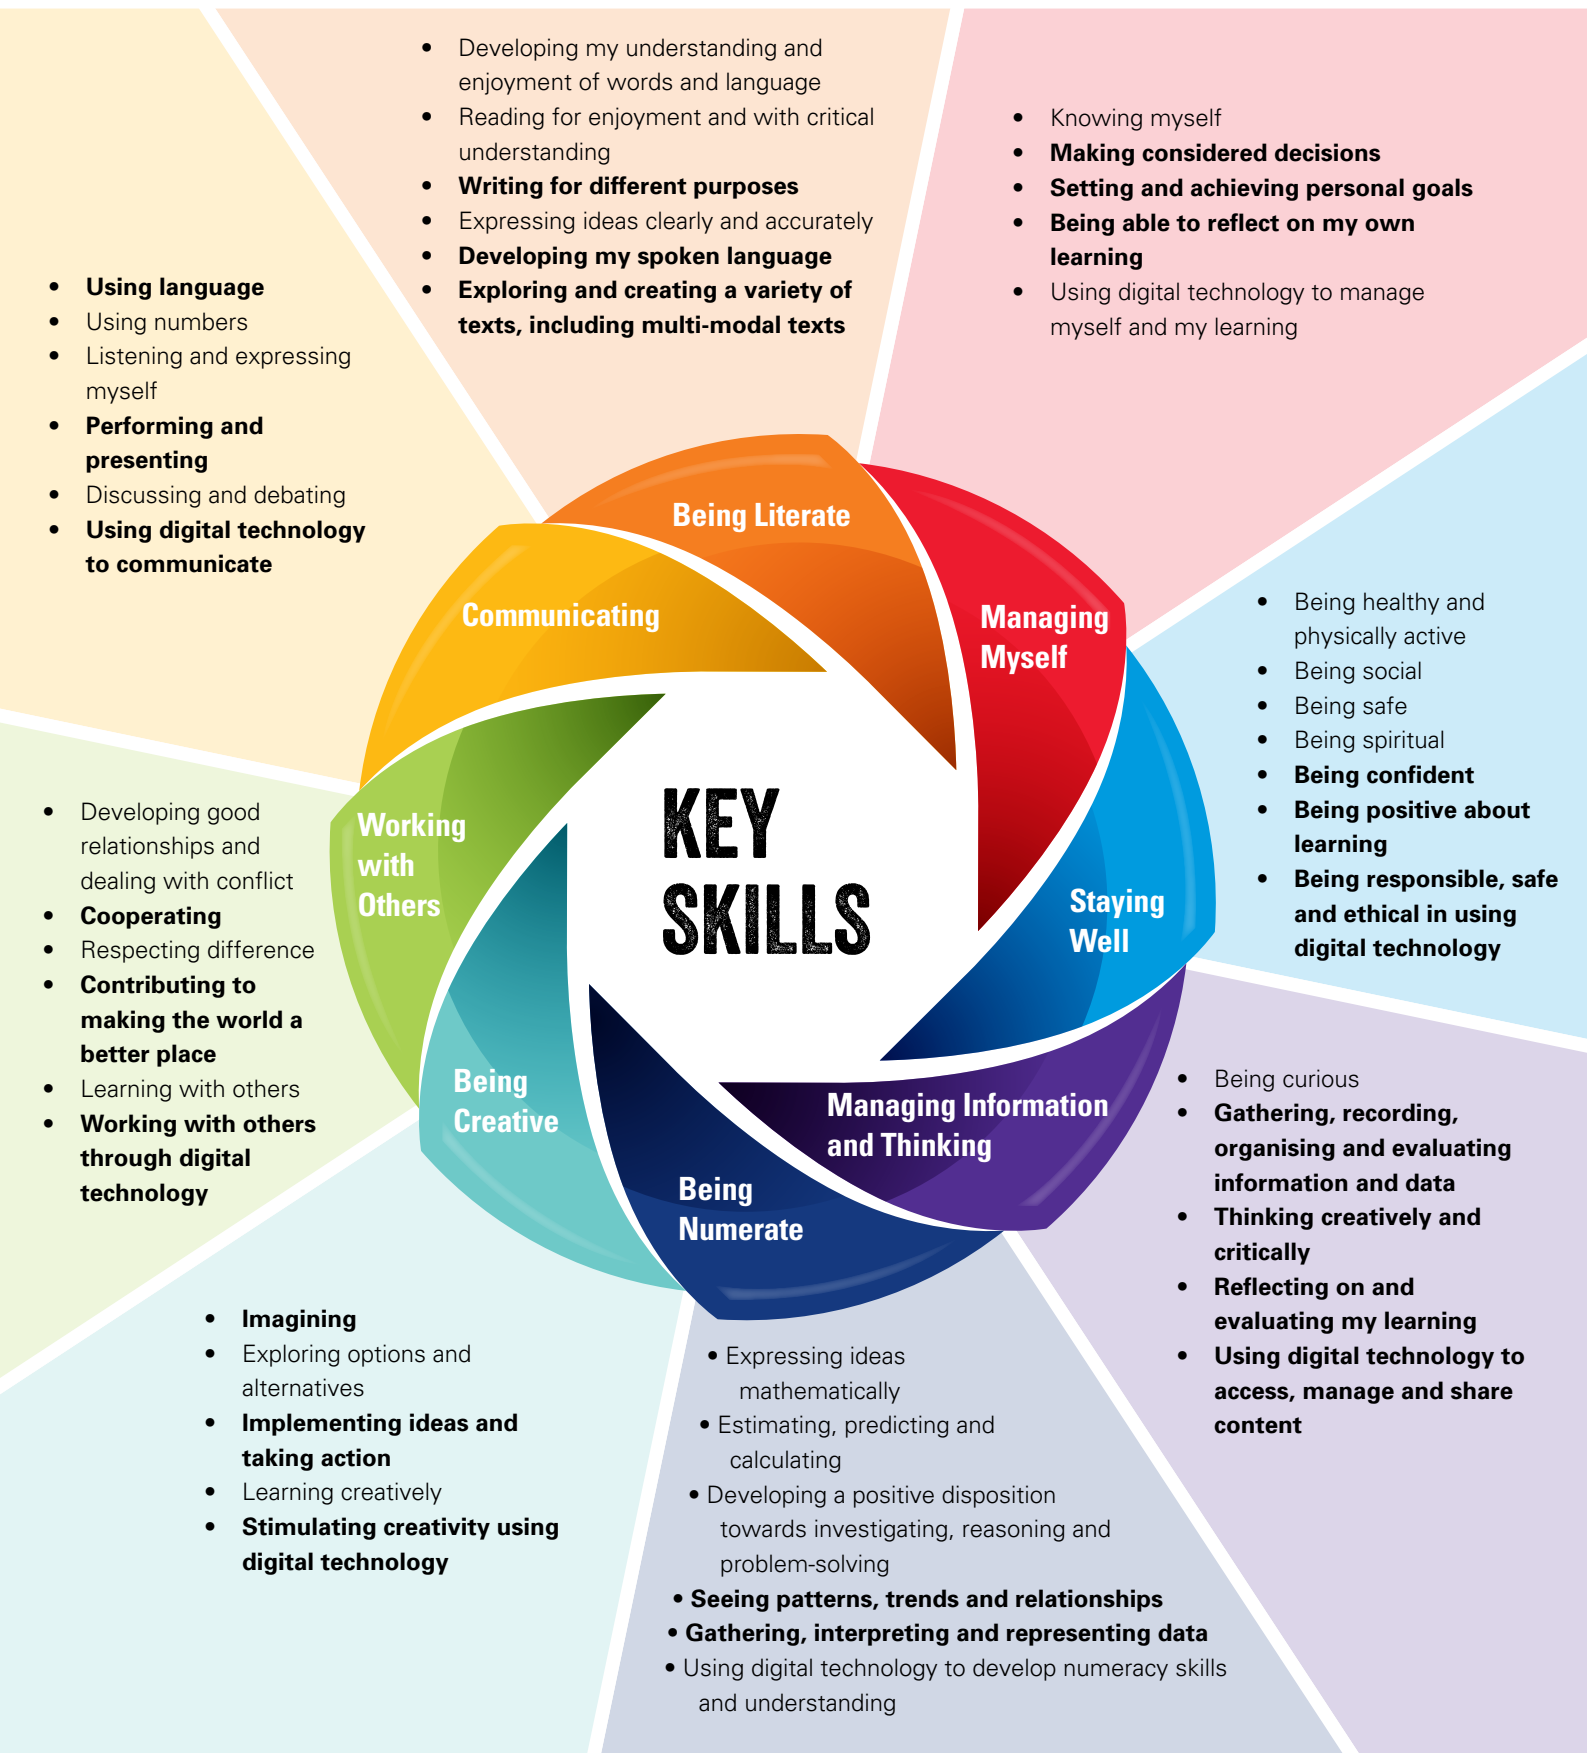 • Developing my understanding and
enjoyment of words and language
• Reading for enjoyment and with critical
understanding
• Writing for different purposes
• Expressing ideas clearly and accurately
• Developing my spoken language
• Exploring and creating a variety of
texts, including multi-modal texts
• Knowing myself
• Making considered decisions
• Setting and achieving personal goals
• Being able to reflect on my own
learning
• Using digital technology to manage
myself and my learning
• Using language
• Using numbers
• Listening and expressing
myself
• Performing and
presenting
• Discussing and debating
• Using digital technology
to communicate
Being Literate
Communicating
Managing
Myself
• Being healthy and
physically active
• Being social
• Being safe
• Being spiritual
• Being confident
• Being positive about
learning
• Being responsible, safe
and ethical in using
digital technology
• Developing good
relationships and
dealing with conflict
• Cooperating
• Respecting difference
• Contributing to
making the world a
better place
• Learning with others
• Working with others
through digital
technology
Working
with
Others
KEY
SKILLS
Staying
Well
Being
Creative
Managing Information
and Thinking
Being
Numerate
• Being curious
• Gathering, recording,
organising and evaluating
information and data
• Thinking creatively and
critically
• Reflecting on and
evaluating my learning
• Using digital technology to
access, manage and share
content
• Imagining
• Exploring options and
alternatives
• Implementing ideas and
taking action
• Learning creatively
• Stimulating creativity using
digital technology
• Expressing ideas
mathematically
• Estimating, predicting and
calculating
• Developing a positive disposition
towards investigating, reasoning and
problem-solving
• Seeing patterns, trends and relationships
• Gathering, interpreting and representing data
• Using digital technology to develop numeracy skills
and understanding